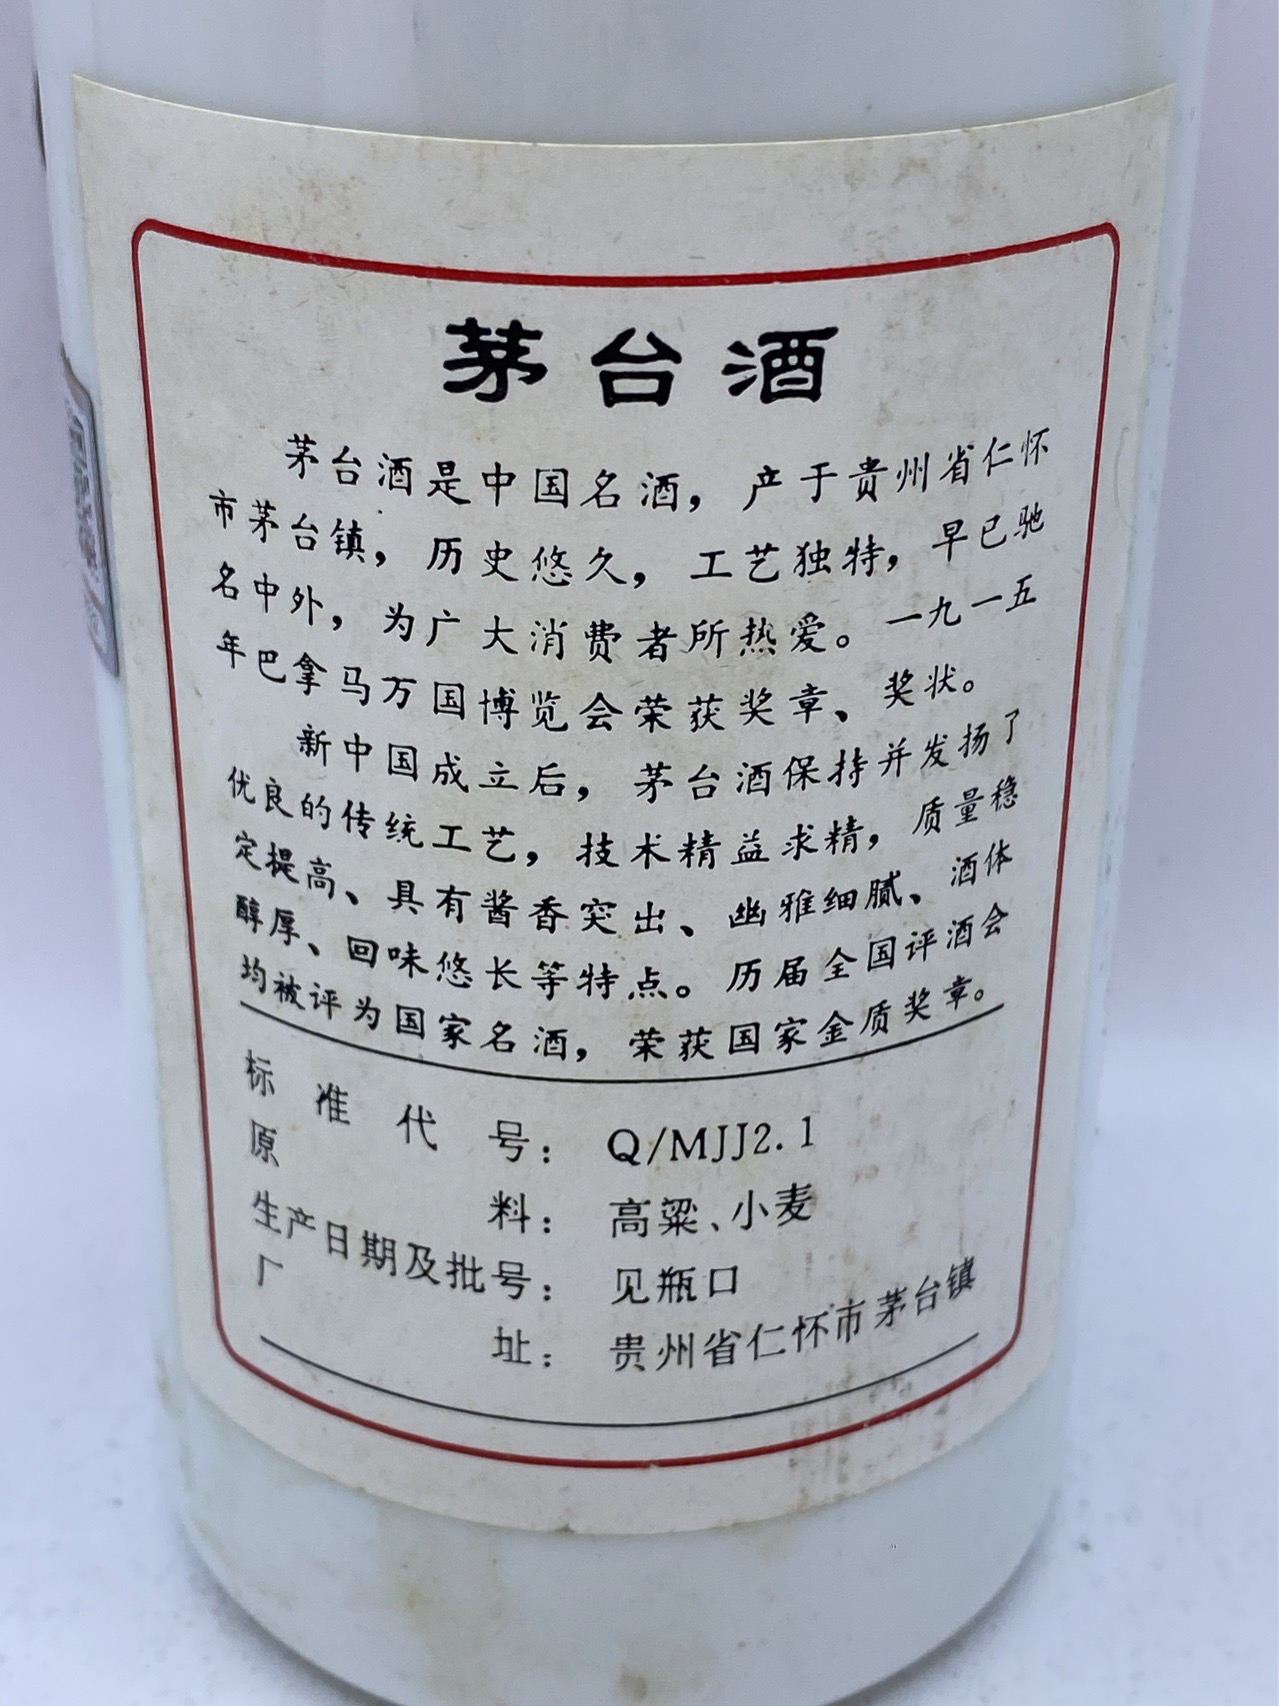 茅台酒
茅台酒是中国名酒，产于贵州省仁怀
市茅台镇，历史悠久，工艺独特，早已驰
名中外，为广大消费者所热爱。一九一五
年巴拿马万国博览会荣获奖章、奖状。
新中国成立后，茅台酒保持并发扬了
优良的传统工艺，技术精益求精，质量稳
定提高、具有酱香突出、幽雅细腻、酒体
醇厚、回味悠长等特点。历届全国评酒会
均被评为国家名酒，荣获国家金质奖章。
标准代号：Q/MJJ2.1
原料：高粱、小麦
生产日期及批号：见瓶口
厂址：贵州省仁怀市茅台镇